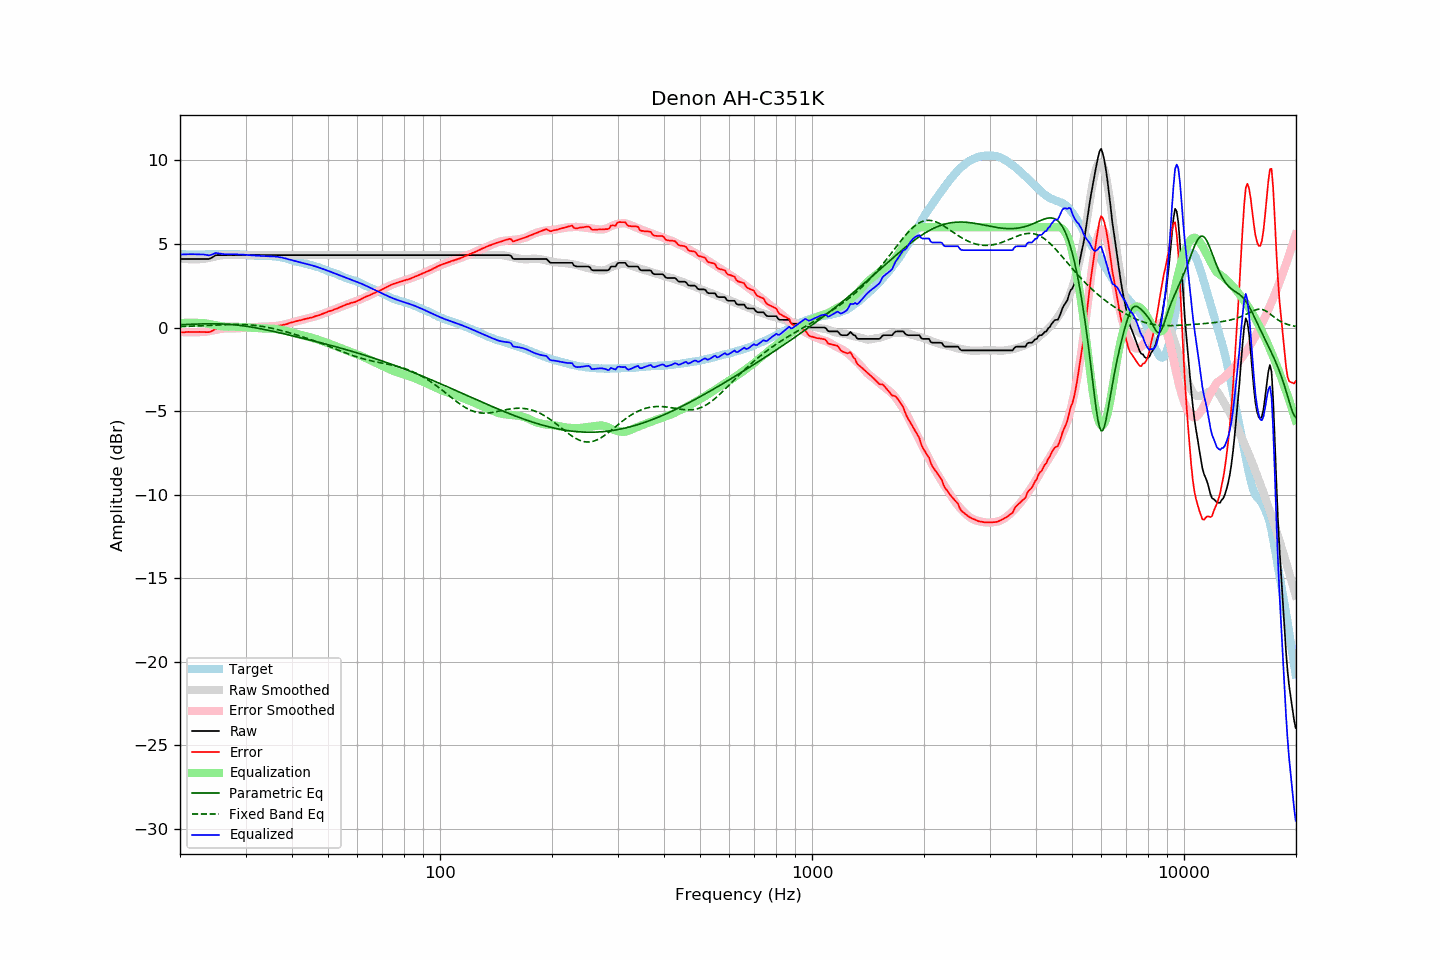 Denon AH-C351K
10
5
0
−5
−10
−15
−20
−25
−30
Amplitude (dBr)
Target
Raw Smoothed
Error Smoothed
Raw
Error
Equalization
Parametric Eq
Fixed Band Eq
Equalized
100
1000
10000
Frequency (Hz)